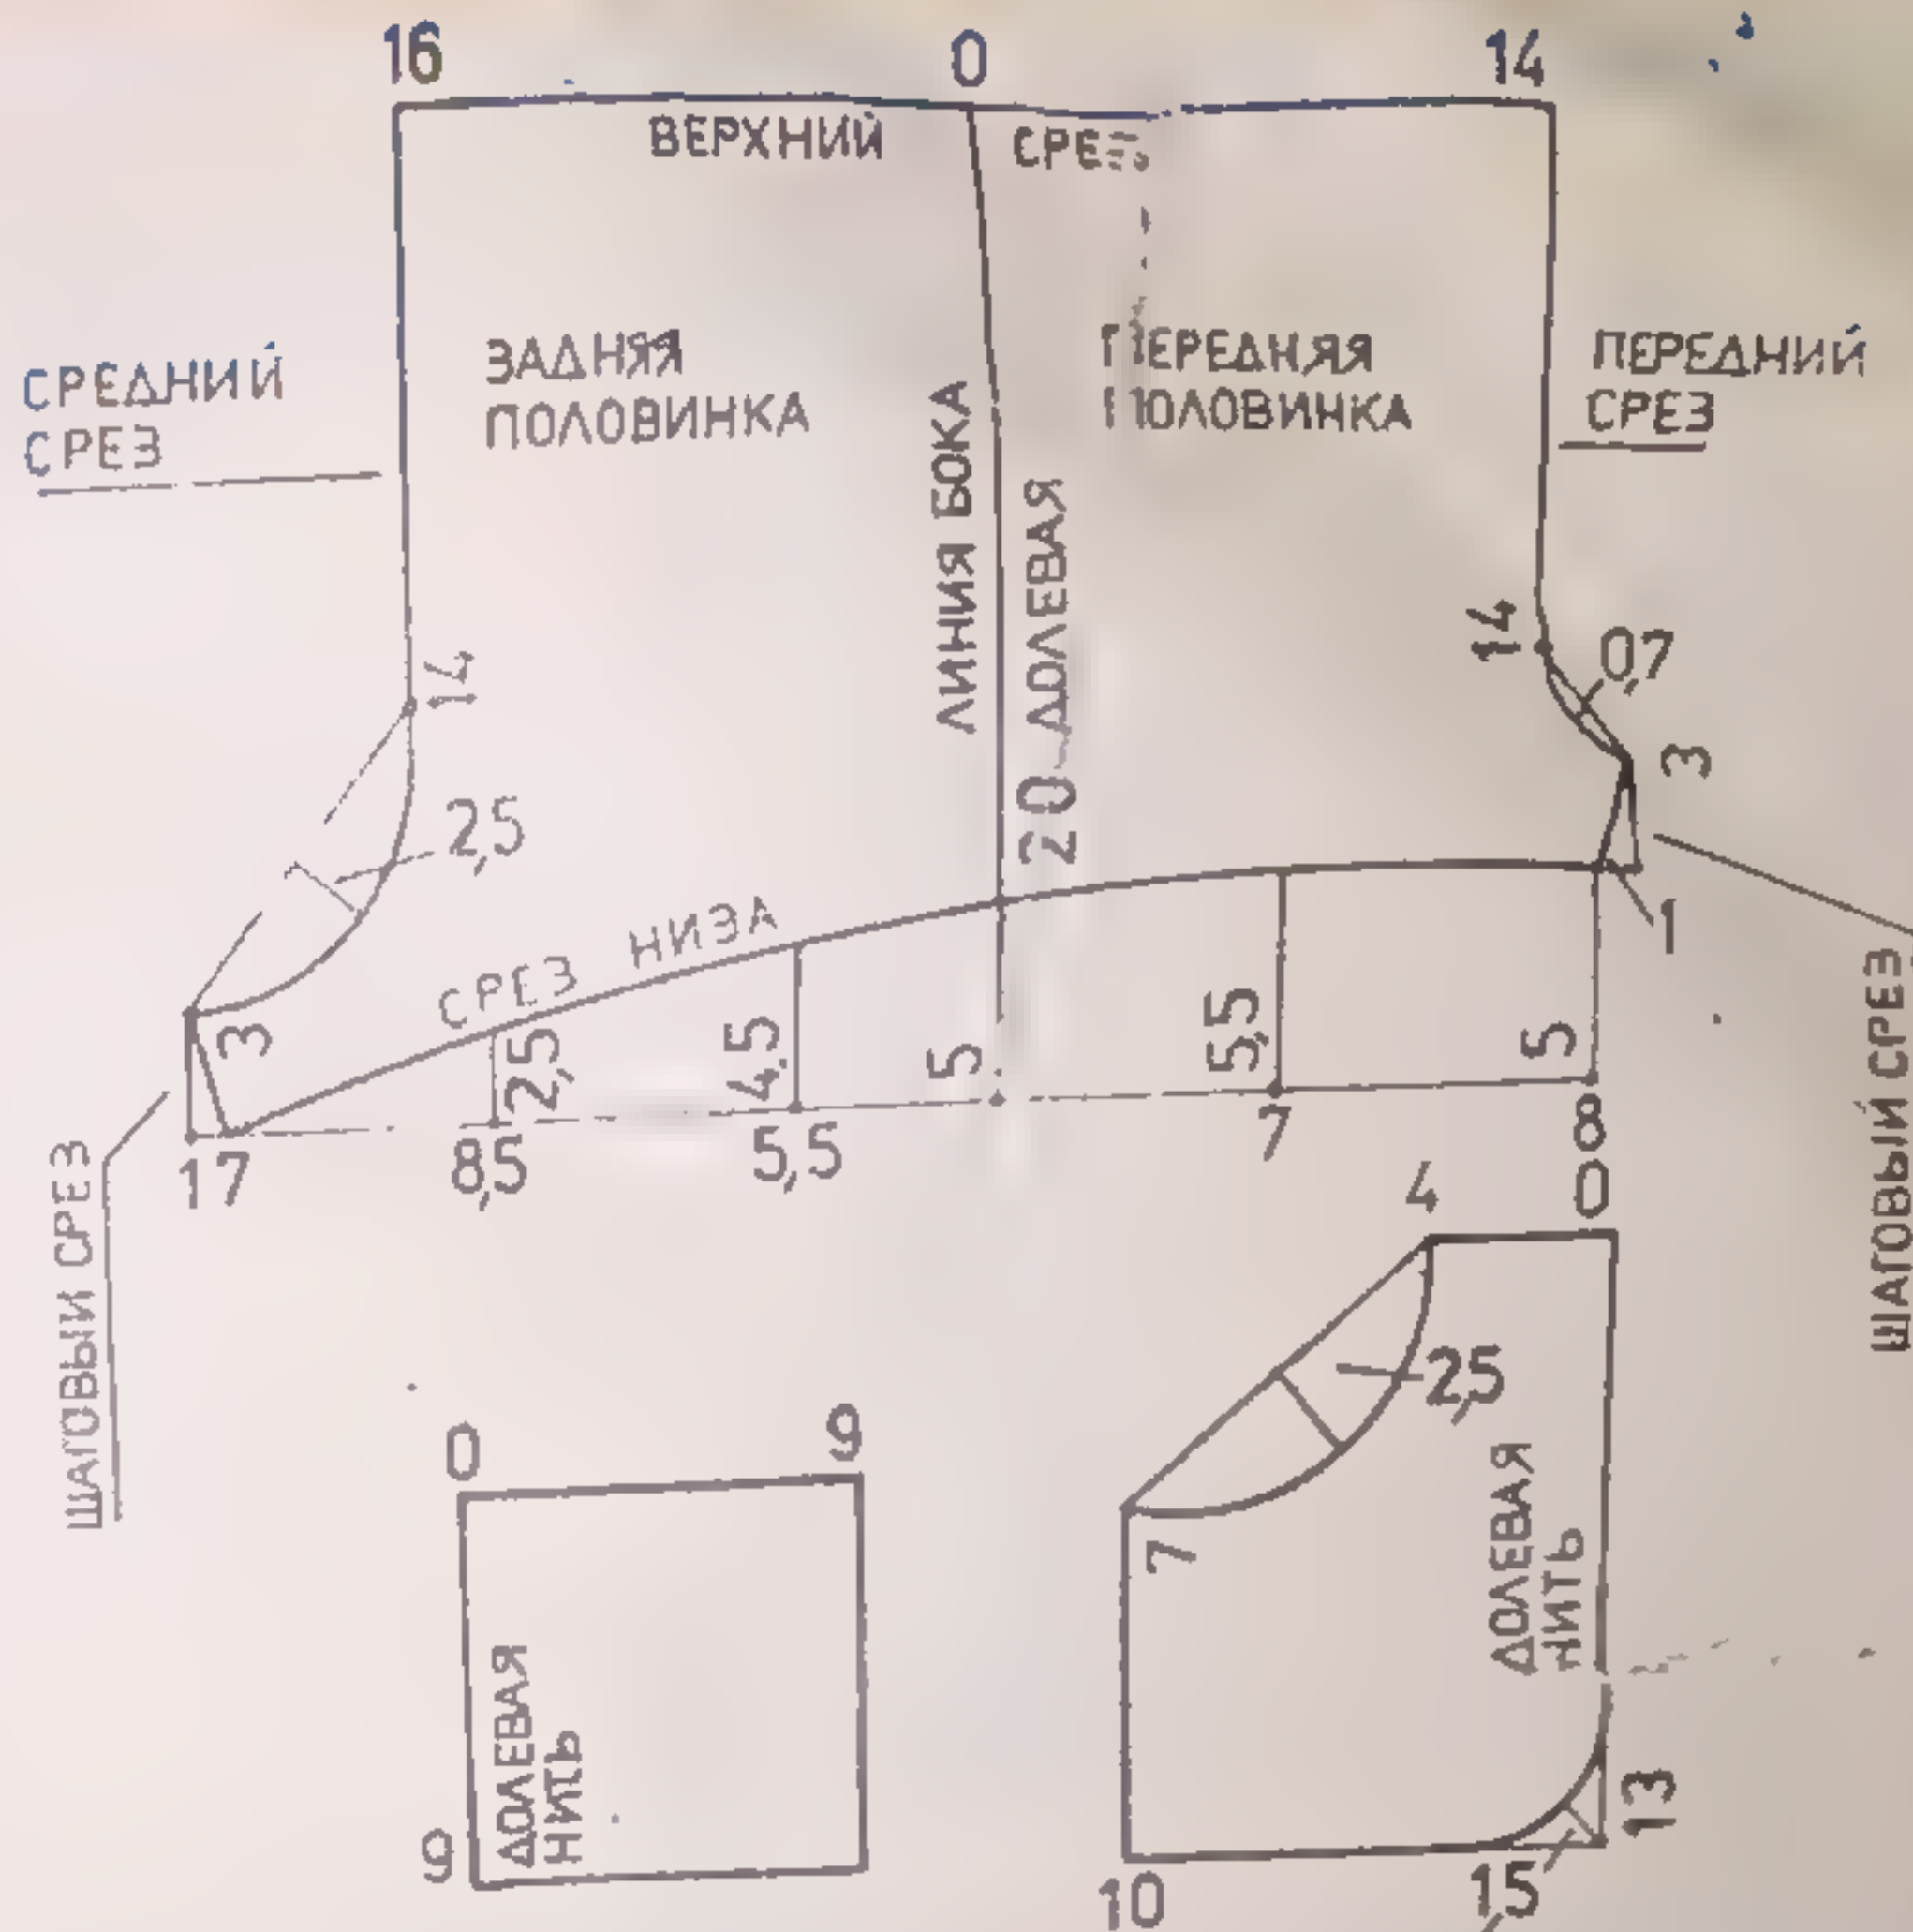 16
0
14
ВЕРХНИЙ СРЕЗ
СРЕДНИЙ
СРЕЗ
ЗАДНЯЯ
ПОЛОВИНКА
ЛИНИЯ БОКА
ДОЛЕВАЯ
ПЕРЕДНЯЯ
ПОЛОВИНКА
ПЕРЕДНИЙ
СРЕЗ
14
14
0,7
3
2,5
20
1
СРЕЗ НИЗА
3
2,5
4,5
5
5,5
5
17
8,5
5,5
7
8
ШАГОВЫЙ СРЕЗ
ШАГОВЫЙ СРЕЗ
4
0
2,5
7
ДОЛЕВАЯ
НИТЬ
13
10
1,5
0
9
ДОЛЕВАЯ
НИТЬ
9